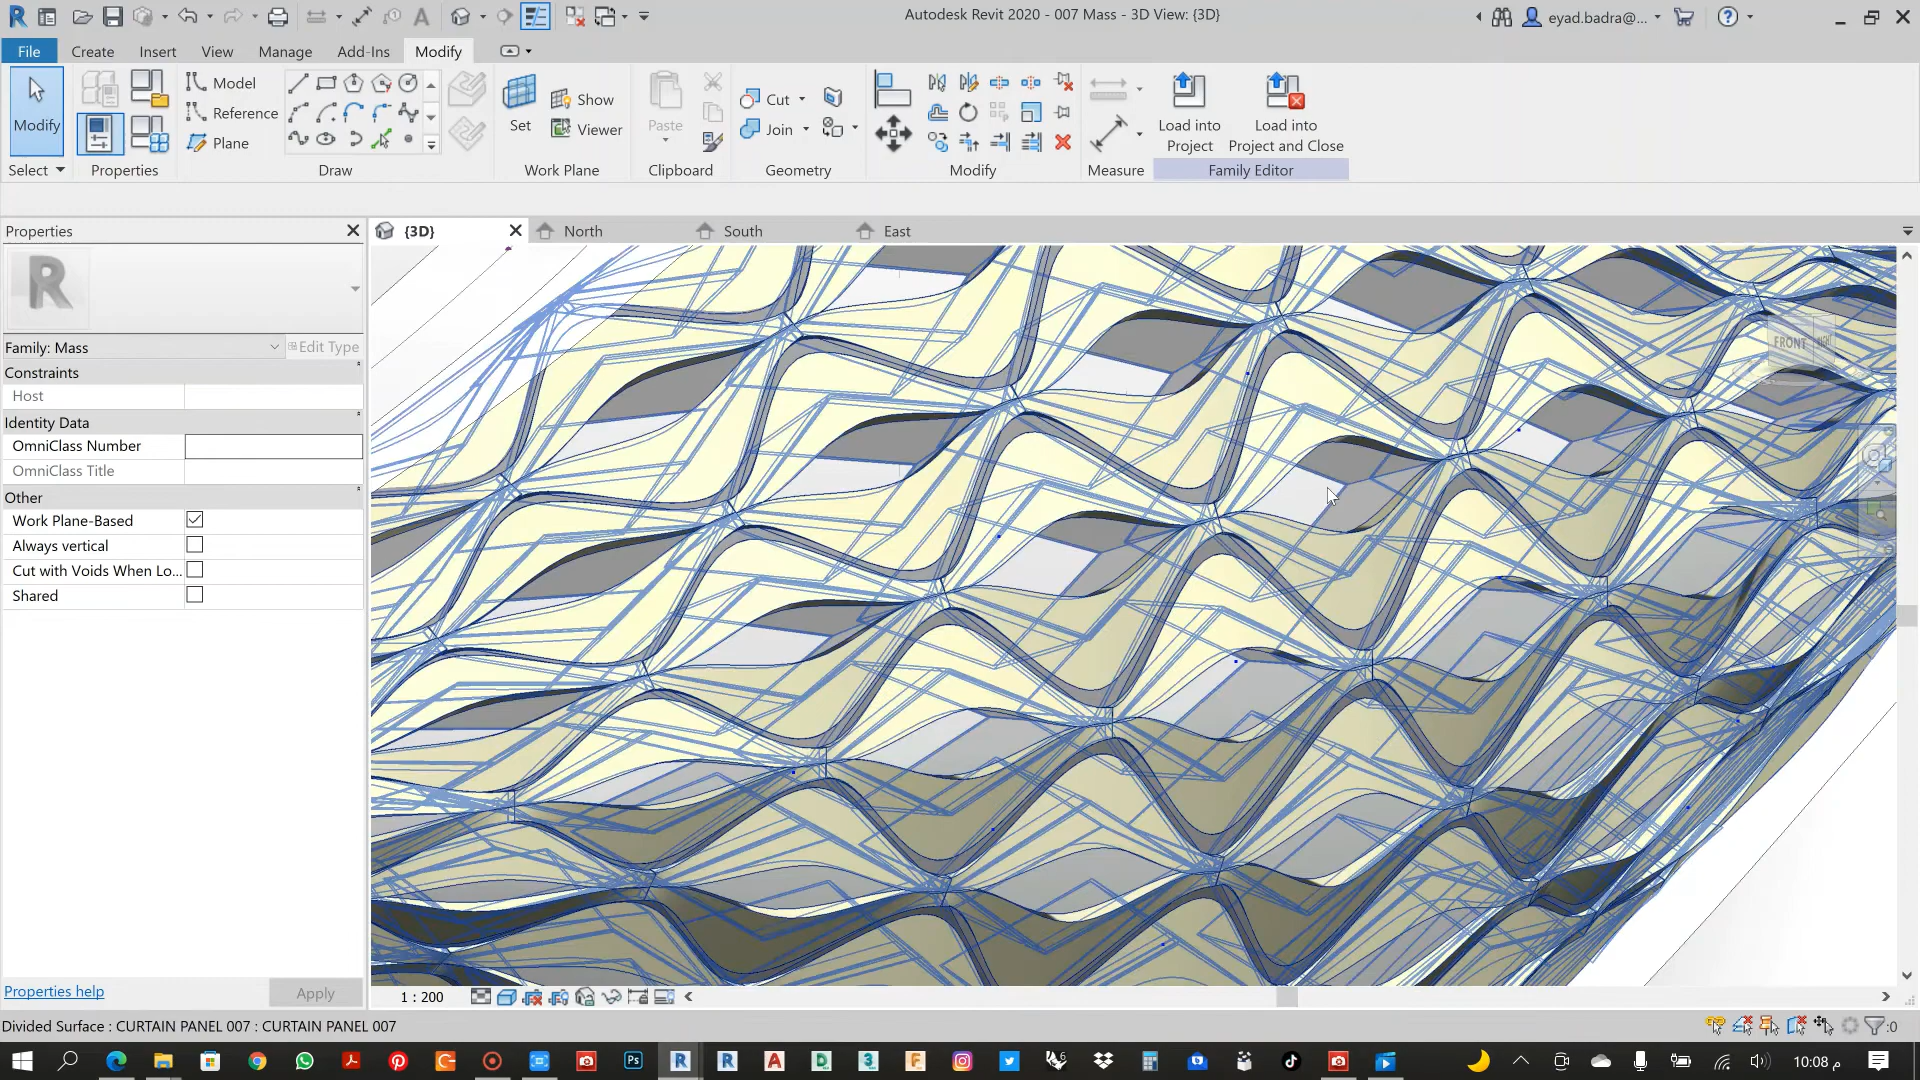 Autodesk Revit 2020 - 007 Mass - 3D View: {3D}
eyad.badra@...
File
Create
Insert
View
Manage
Add-Ins
Modify
Modify
Model
Reference
Plane
Set
Show
Viewer
Paste
Cut
Join
Load into
Project
Load into
Project and Close
Select
Properties
Draw
Work Plane
Clipboard
Geometry
Modify
Measure
Family Editor
Properties
{3D}
North
South
East
R
Family: Mass
Edit Type
Constraints
Host
Identity Data
OmniClass Number
OmniClass Title
Other
Work Plane-Based
Always vertical
Cut with Voids When Lo...
Shared
FRONT
RIGHT
Properties help
Apply
1 : 200
Divided Surface : CURTAIN PANEL 007 : CURTAIN PANEL 007
:0
10:08 م